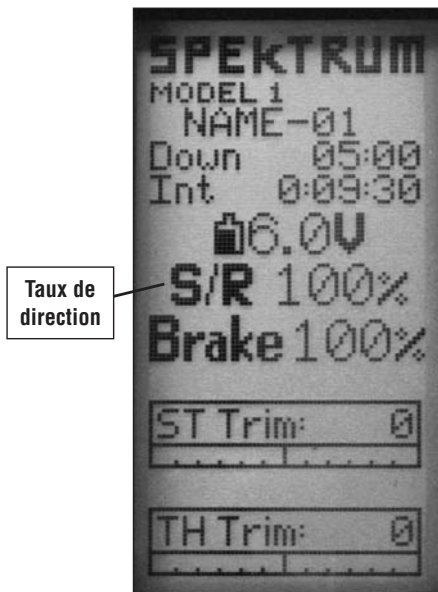 SPEKTRUM
MODEL 1
NAME-01
Down 05:00
Int 0:09:30
6.0V
Taux de
direction
S/R 100%
Brake 100%
ST Trim: 0
TH Trim: 0